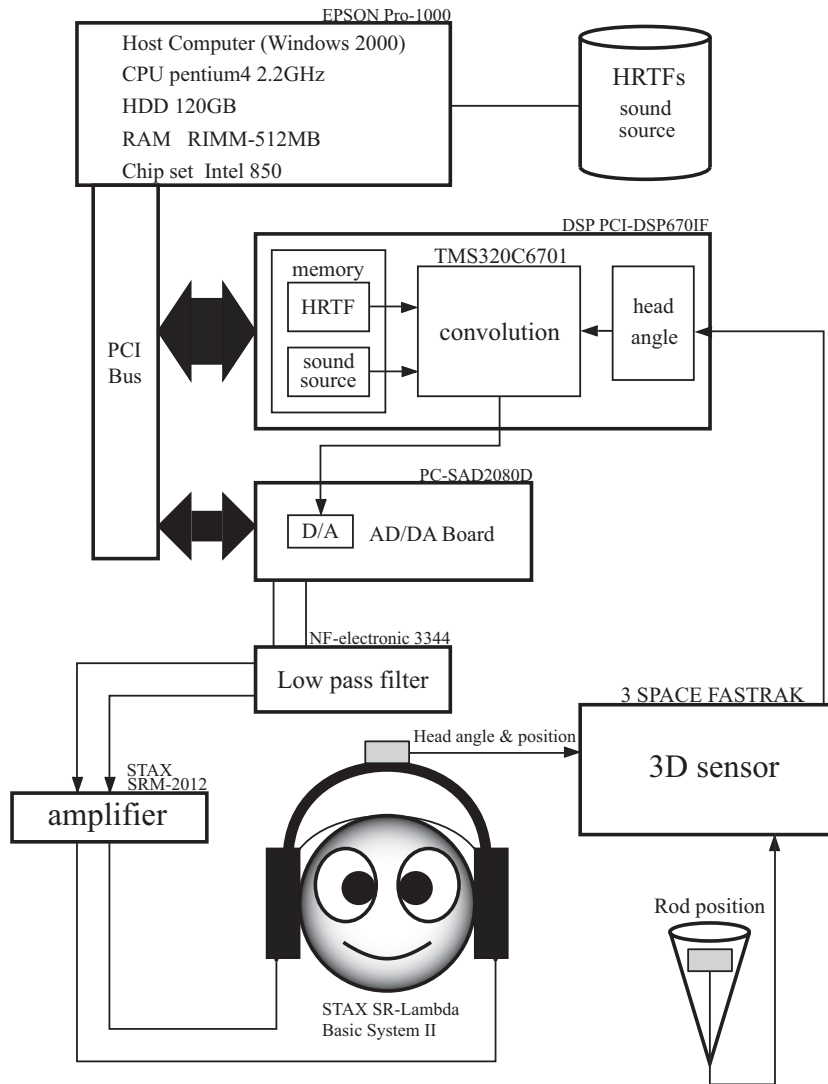 EPSON Pro-1000
Host Computer (Windows 2000)
CPU pentium4 2.2GHz
HDD 120GB
RAM RIMM-512MB
Chip set Intel 850
HRTFs
sound
source
DSP PCI-DSP670IF
TMS320C6701
memory
HRTF
sound
source
convolution
head
angle
PCI
Bus
PC-SAD2080D
D/A
AD/DA Board
NF-electronic 3344
Low pass filter
3 SPACE FASTRAK
3D sensor
Head angle & position
STAX
SRM-2012
amplifier
Rod position
STAX SR-Lambda
Basic System II